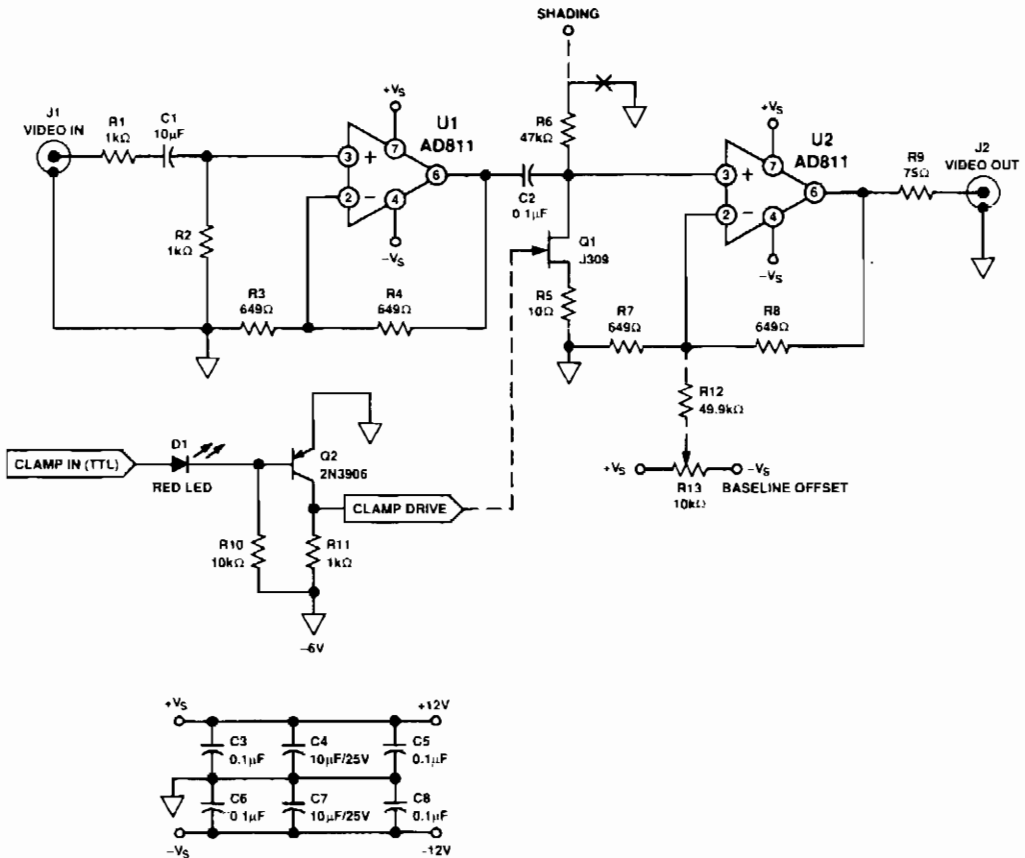 SHADING
J1
VIDEO IN
R1
1kΩ
C1
10μF
R2
1kΩ
+VS
U1
AD811
3
+
2
−
7
4
6
−VS
R3
649Ω
R4
649Ω
C2
0 1μF
R6
47kΩ
Q1
J309
R5
10Ω
+VS
U2
AD811
3
+
2
−
7
4
6
−VS
R9
75Ω
J2
VIDEO OUT
R7
649Ω
R8
649Ω
R12
49.9kΩ
+VS
−VS
R13
10kΩ
BASELINE OFFSET
CLAMP IN (TTL)
D1
RED LED
Q2
2N3906
CLAMP DRIVE
R10
10kΩ
R11
1kΩ
−6V
+VS
+12V
C3
0.1μF
C4
10μF/25V
C5
0.1μF
C6
0 1μF
C7
10μF/25V
C8
0.1μF
−VS
-12V